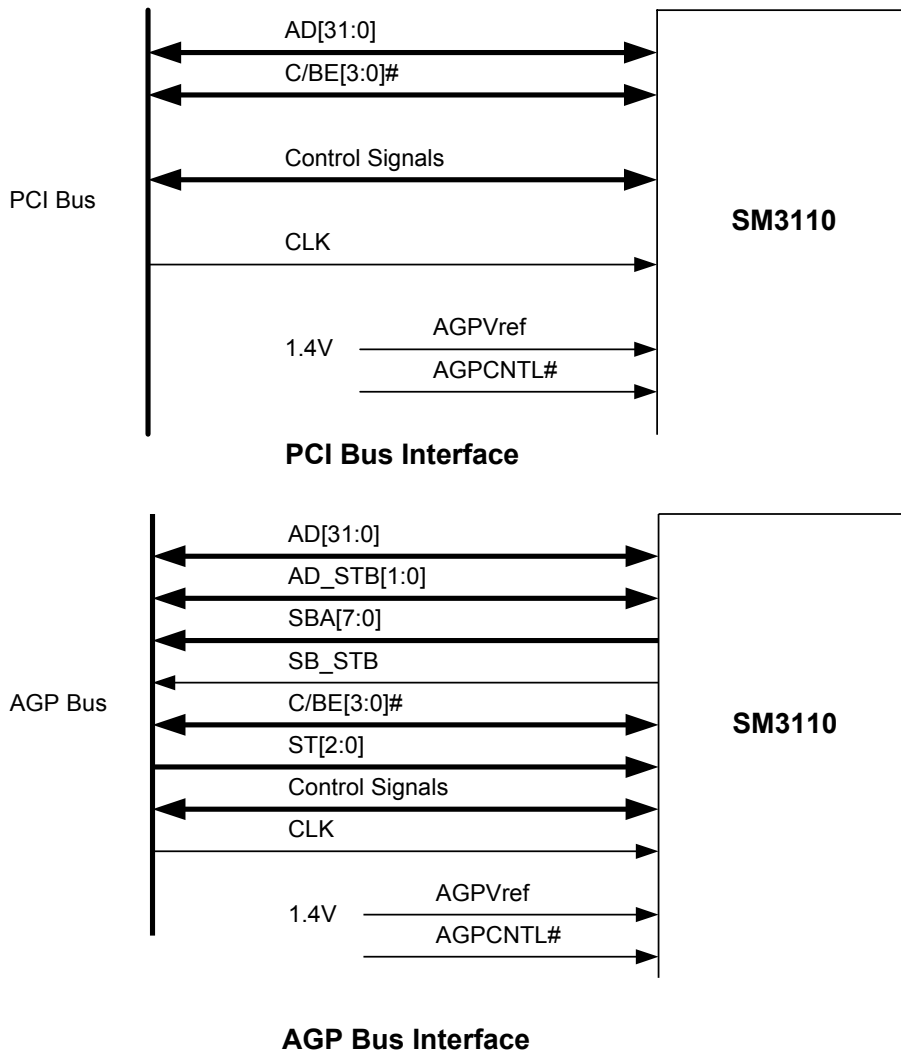 AD[31:0]
C/BE[3:0]#
Control Signals
PCI Bus
SM3110
CLK
AGPVref
1.4V
AGPCNTL#
PCI Bus Interface
AD[31:0]
AD_STB[1:0]
SBA[7:0]
SB_STB
AGP Bus
C/BE[3:0]#
SM3110
ST[2:0]
Control Signals
CLK
AGPVref
1.4V
AGPCNTL#
AGP Bus Interface